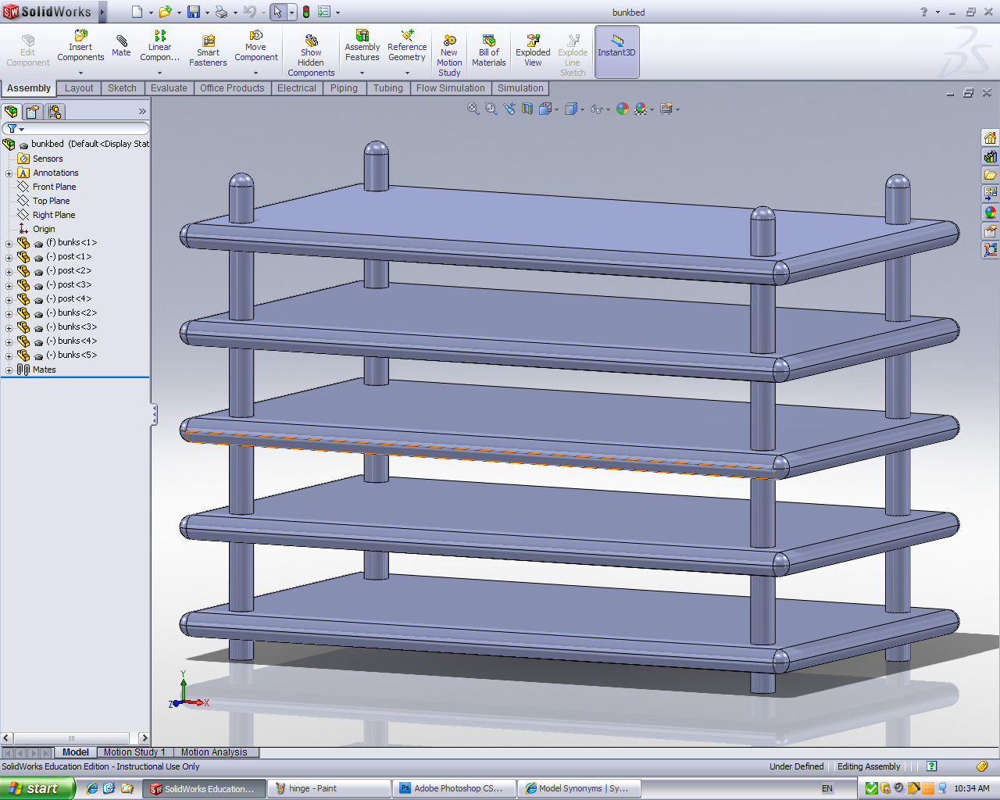 SolidWorks
bunkbed
Edit Component
Insert Components
Mate
Linear Compon...
Smart Fasteners
Move Component
Show Hidden Components
Assembly Features
Reference Geometry
New Motion Study
Bill of Materials
Exploded View
Explode Line Sketch
Instant3D
Assembly Layout Sketch Evaluate Office Products Electrical Piping Tubing Flow Simulation Simulation
bunkbed (Default<Display Stat
Sensors
Annotations
Front Plane
Top Plane
Right Plane
Origin
(f) bunks<1>
(-) post<1>
(-) post<2>
(-) post<3>
(-) post<4>
(-) bunks<2>
(-) bunks<3>
(-) bunks<4>
(-) bunks<5>
Mates
Y
Z X
Model Motion Study 1 Motion Analysis
SolidWorks Education Edition - Instructional Use Only Under Defined Editing Assembly
start SolidWorks Education... hinge - Paint Adobe Photoshop CS... Model Synonyms | Sy... EN 10:34 AM